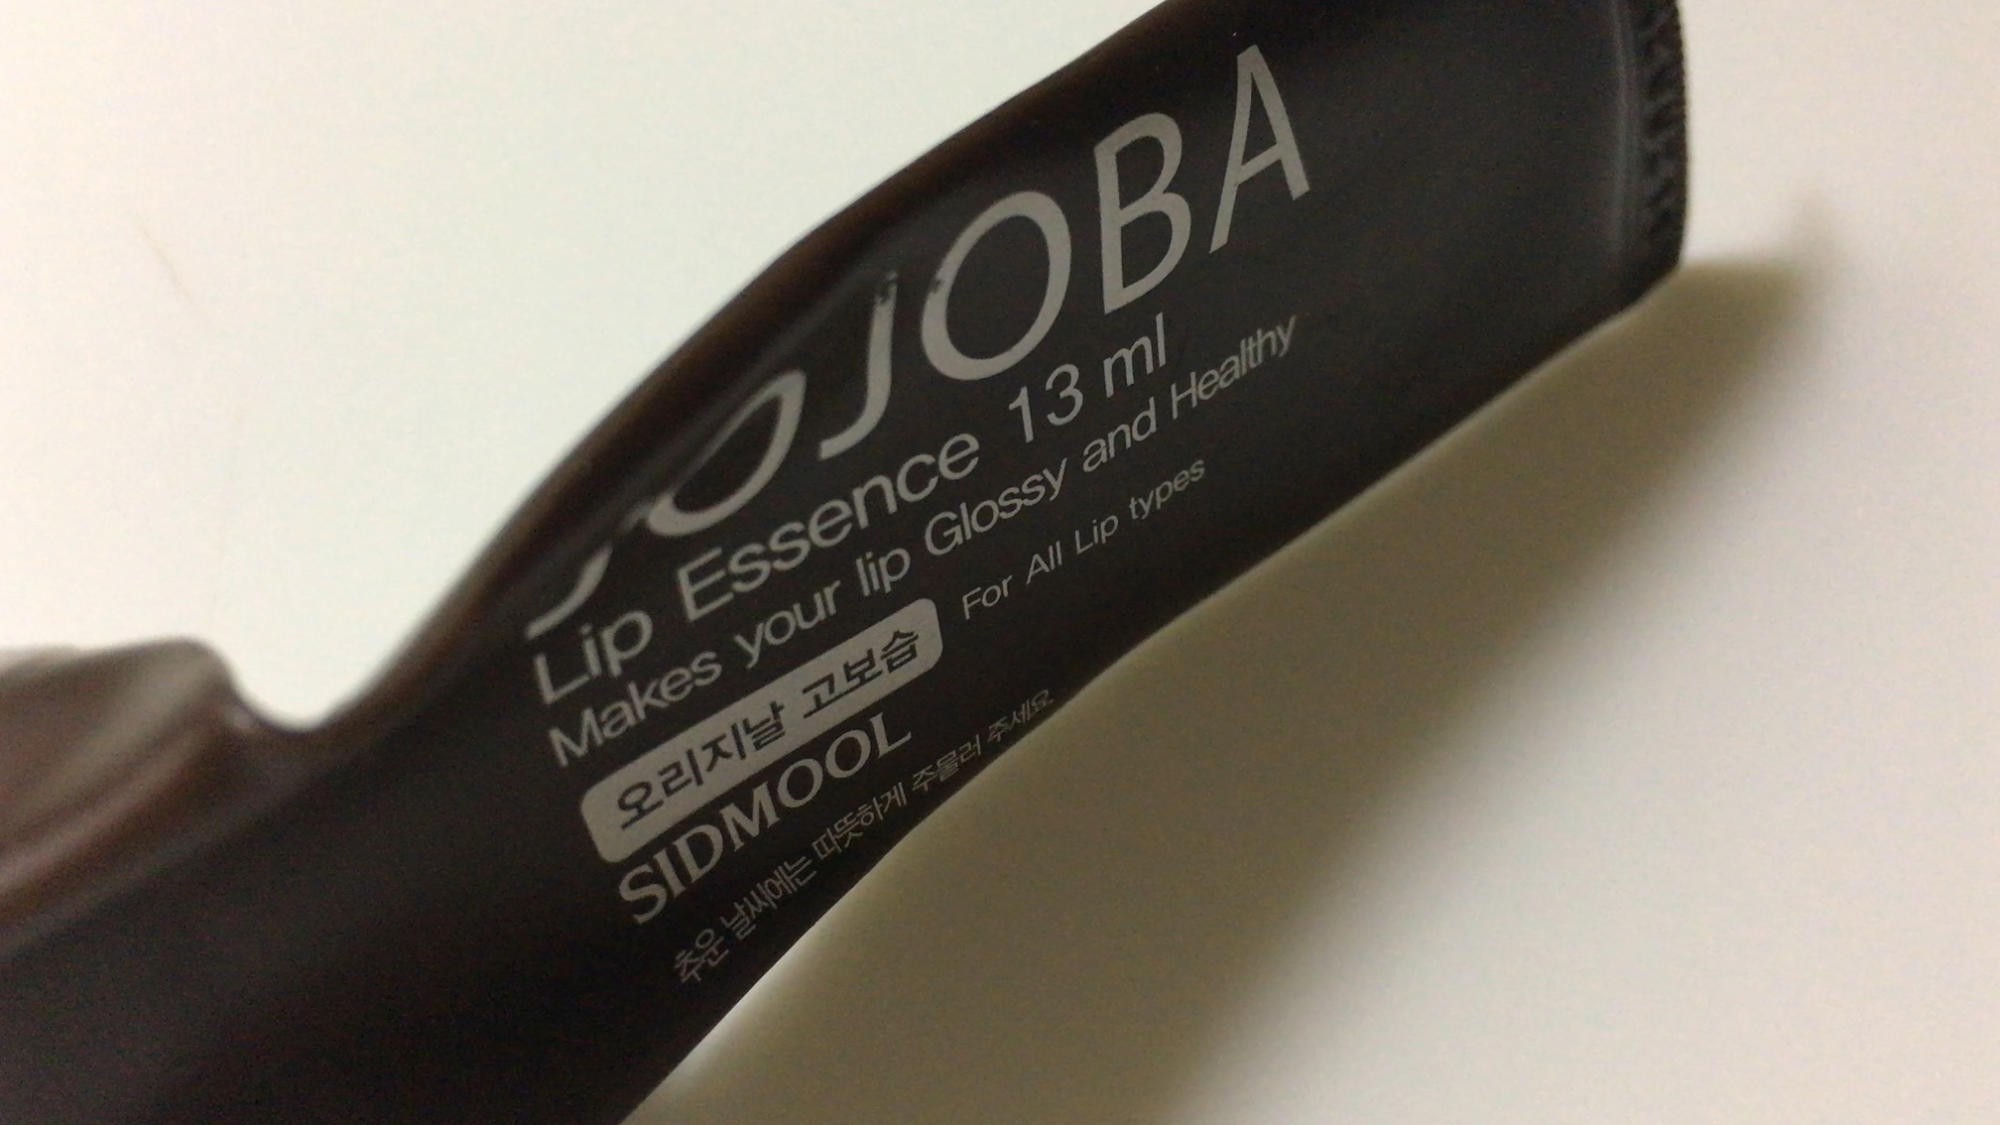 JOJOBA
Lip Essence 13 ml
Makes your lip Glossy and Healthy
오리지날 고보습 For All Lip types
SIDMOOL
추운 날씨에는 따뜻하게 주물러 주세요.